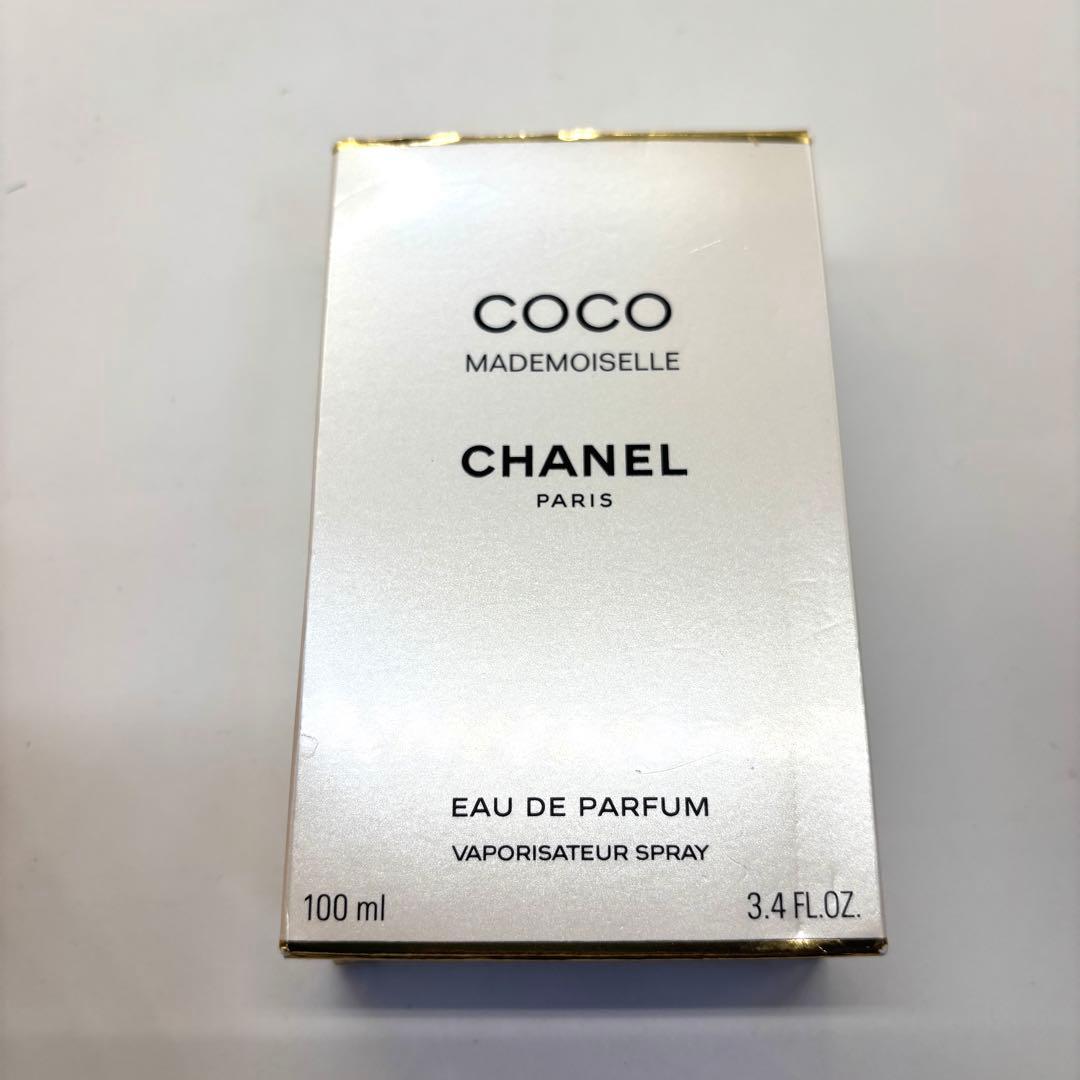 COCO
MADEMOISELLE
CHANEL
PARIS
EAU DE PARFUM
VAPORISATEUR SPRAY
100 ml 3.4 FL.OZ.